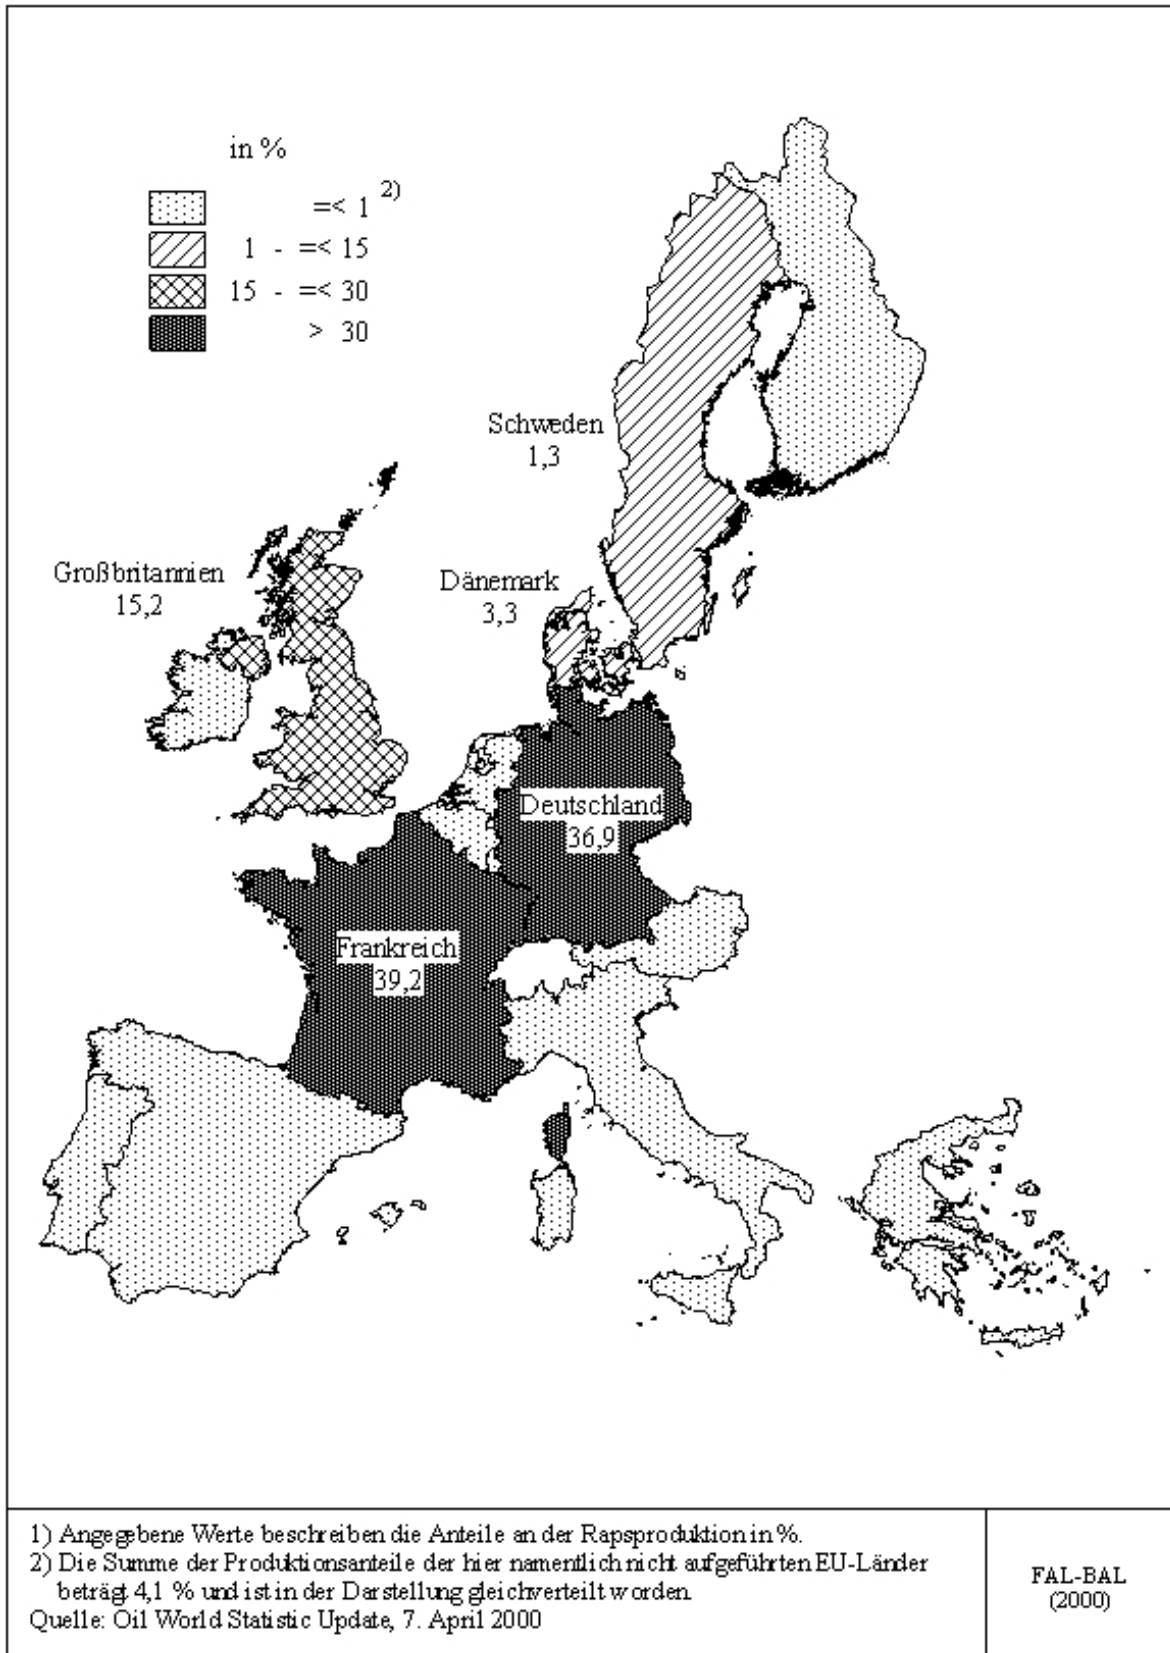 in %
=< 1 2)
1 - =< 15
15 - =< 30
> 30
Schweden
1,3
Großbritannien
15,2
Dänemark
3,3
Deutschland
36,9
Frankreich
39,2
1) Angegebene Werte beschreiben die Anteile an der Rapsproduktion in %.
2) Die Summe der Produktionsanteile der hier namentlich nicht aufgeführten EU-Länder
beträgt 4,1 % und ist in der Darstellung gleichverteilt worden
Quelle: Oil World Statistic Update, 7. April 2000
FAL-BAL
(2000)